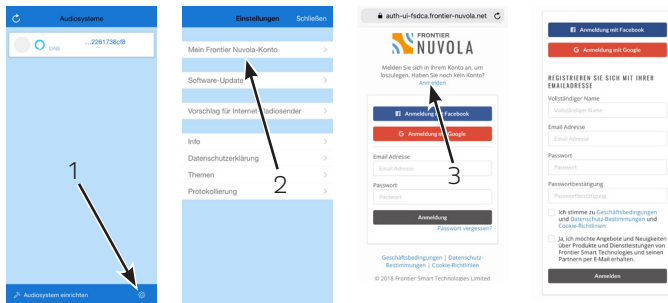 Audiosysteme
DAB
...2261738cf8
1
Audiosystem einrichten
Einstellungen
Schließen
Mein Frontier Nuvola-Konto
Software-Update
Vorschlag für Internet-Radiosender
Info
Datenschutzerklärung
Themen
Protokollierung
2
auth-ui-fsdca.frontier-nuvola.net
FRONTIER
NUVOLA
Melden Sie sich in Ihrem Konto an, um
loszulegen. Haben Sie noch kein Konto?
Anmelden
Anmeldung mit Facebook
G Anmeldung mit Google
Email Adresse
Email Adresse
Passwort
Passwort
3
Anmeldung
Passwort vergessen?
Geschäftsbedingungen | Datenschutz-
Bestimmungen | Cookie-Richtlinien
© 2018 Frontier Smart Technologies Limited
Anmeldung mit Facebook
G Anmeldung mit Google
REGISTRIEREN SIE SICH MIT IHRER
EMAILADRESSE
Vollständiger Name
Vollständiger Name
Email Adresse
Email Adresse
Passwort
Passwort
Passwortbestätigung
Passwortbestätigung
Ich stimme zu Geschäftsbedingungen
und Datenschutz-Bestimmungen und
Cookie-Richtlinien
Ja, ich möchte Angebote und Neuigkeiten
über Produkte und Dienstleistungen von
Frontier Smart Technologies und seinen
Partnern per E-Mail erhalten.
Anmelden